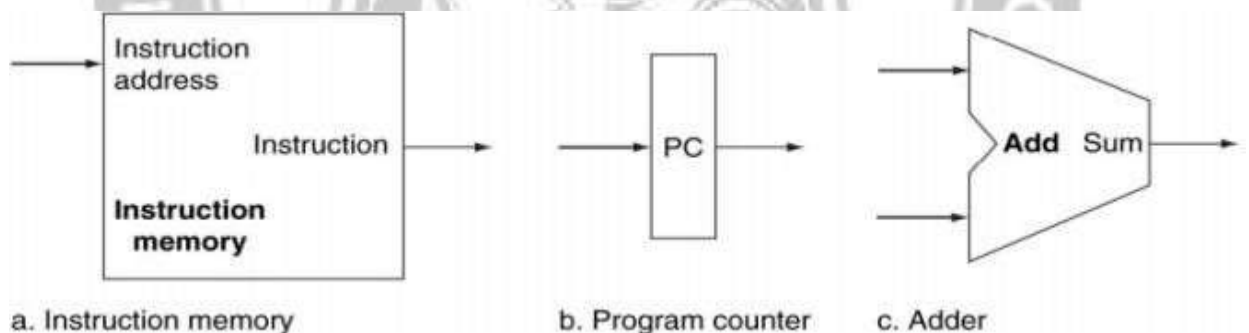 Instruction
address
Instruction
Instruction
memory
PC
Add Sum
a. Instruction memory
b. Program counter
c. Adder